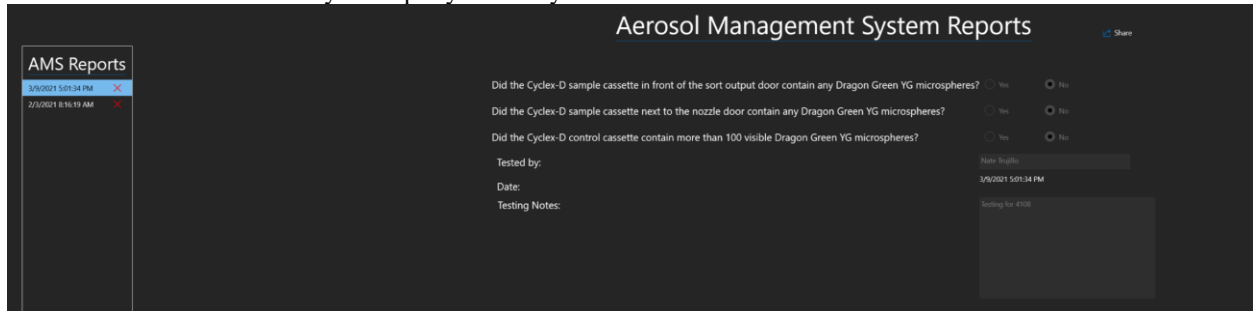 Aerosol Management System Reports
Share
AMS Reports
3/9/2021 5:01:34 PM
2/3/2021 8:16:19 AM
Did the Cyclex-D sample cassette in front of the sort output door contain any Dragon Green YG microspheres? Yes No
Did the Cyclex-D sample cassette next to the nozzle door contain any Dragon Green YG microspheres? Yes No
Did the Cyclex-D control cassette contain more than 100 visible Dragon Green YG microspheres? Yes No
Tested by: Nate Trujillo
Date: 3/9/2021 5:01:34 PM
Testing Notes: Testing for 4108